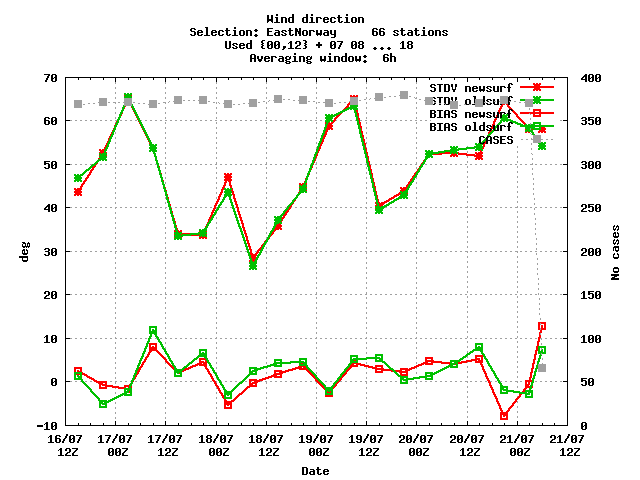 Wind direction
Selection: EastNorway     66 stations
Used {00,12} + 07 08 ... 18
Averaging window:  6h
70
60
50
40
30
20
10
0
-10
deg
400
350
300
250
200
150
100
50
0
No cases
STDV newsurf
STDV oldsurf
BIAS newsurf
BIAS oldsurf
CASES
16/07 17/07 17/07 18/07 18/07 19/07 19/07 20/07 20/07 21/07 21/07
12Z 00Z 12Z 00Z 12Z 00Z 12Z 00Z 12Z 00Z 12Z
Date